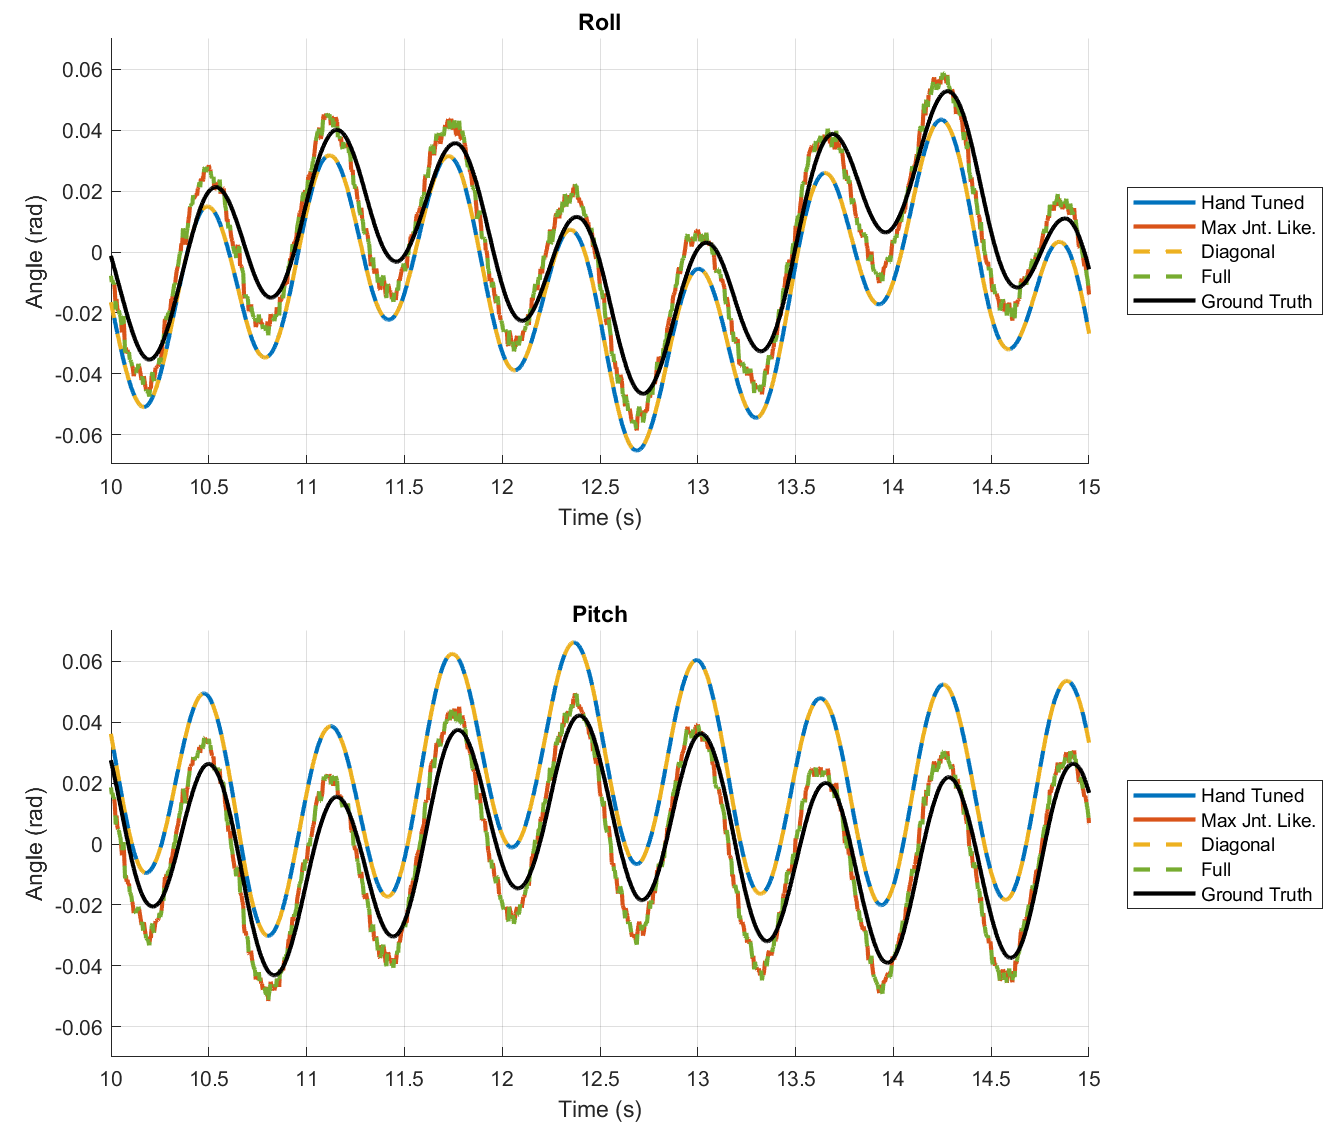 Roll
0.06
0.04
0.02
0
-0.02
-0.04
-0.06
Angle (rad)
10 10.5 11 11.5 12 12.5 13 13.5 14 14.5 15
Time (s)
Hand Tuned
Max Jnt. Like.
Diagonal
Full
Ground Truth
Pitch
0.06
0.04
0.02
0
-0.02
-0.04
-0.06
Angle (rad)
10 10.5 11 11.5 12 12.5 13 13.5 14 14.5 15
Time (s)
Hand Tuned
Max Jnt. Like.
Diagonal
Full
Ground Truth